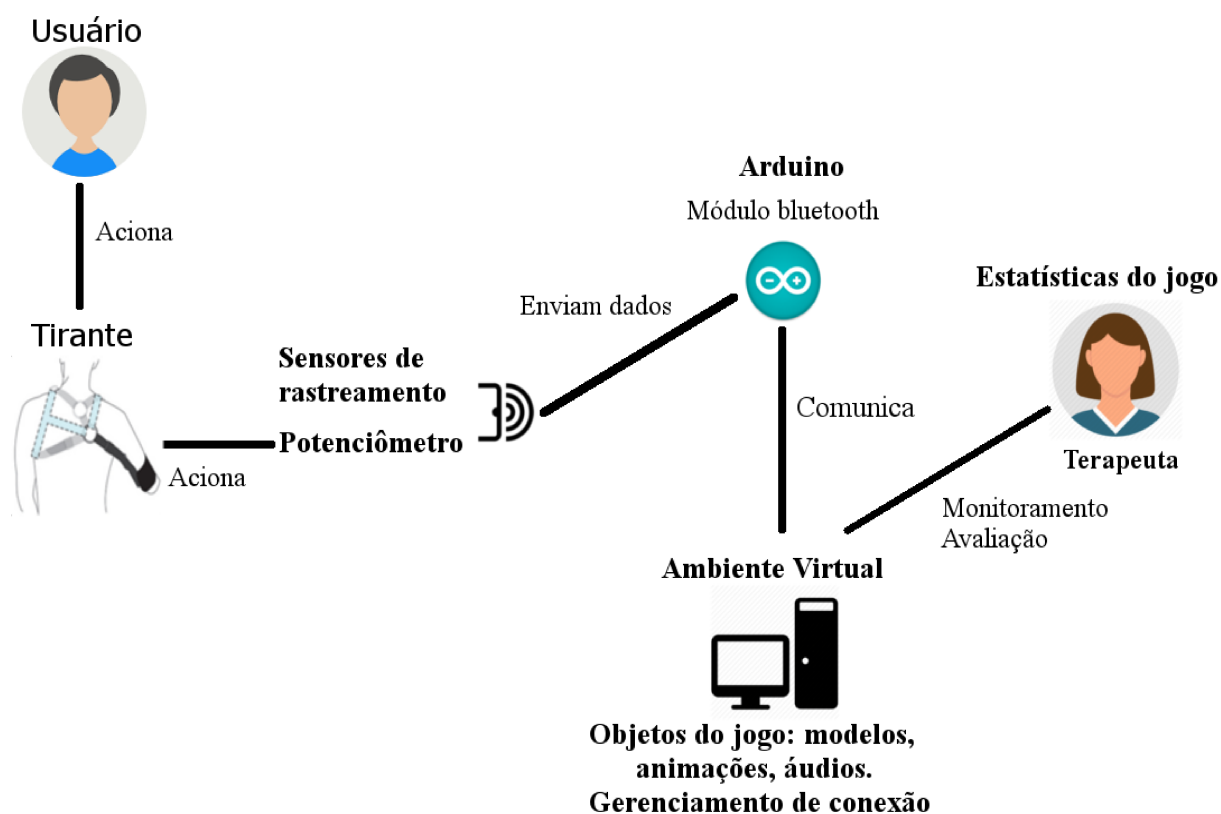 Usuário
Aciona
Tirante
Aciona
Sensores de
rastreamento
Potenciômetro
Enviam dados
Arduino
Módulo bluetooth
Comunica
Estatísticas do jogo
Terapeuta
Monitoramento
Avaliação
Ambiente Virtual
Objetos do jogo: modelos,
animações, áudios.
Gerenciamento de conexão